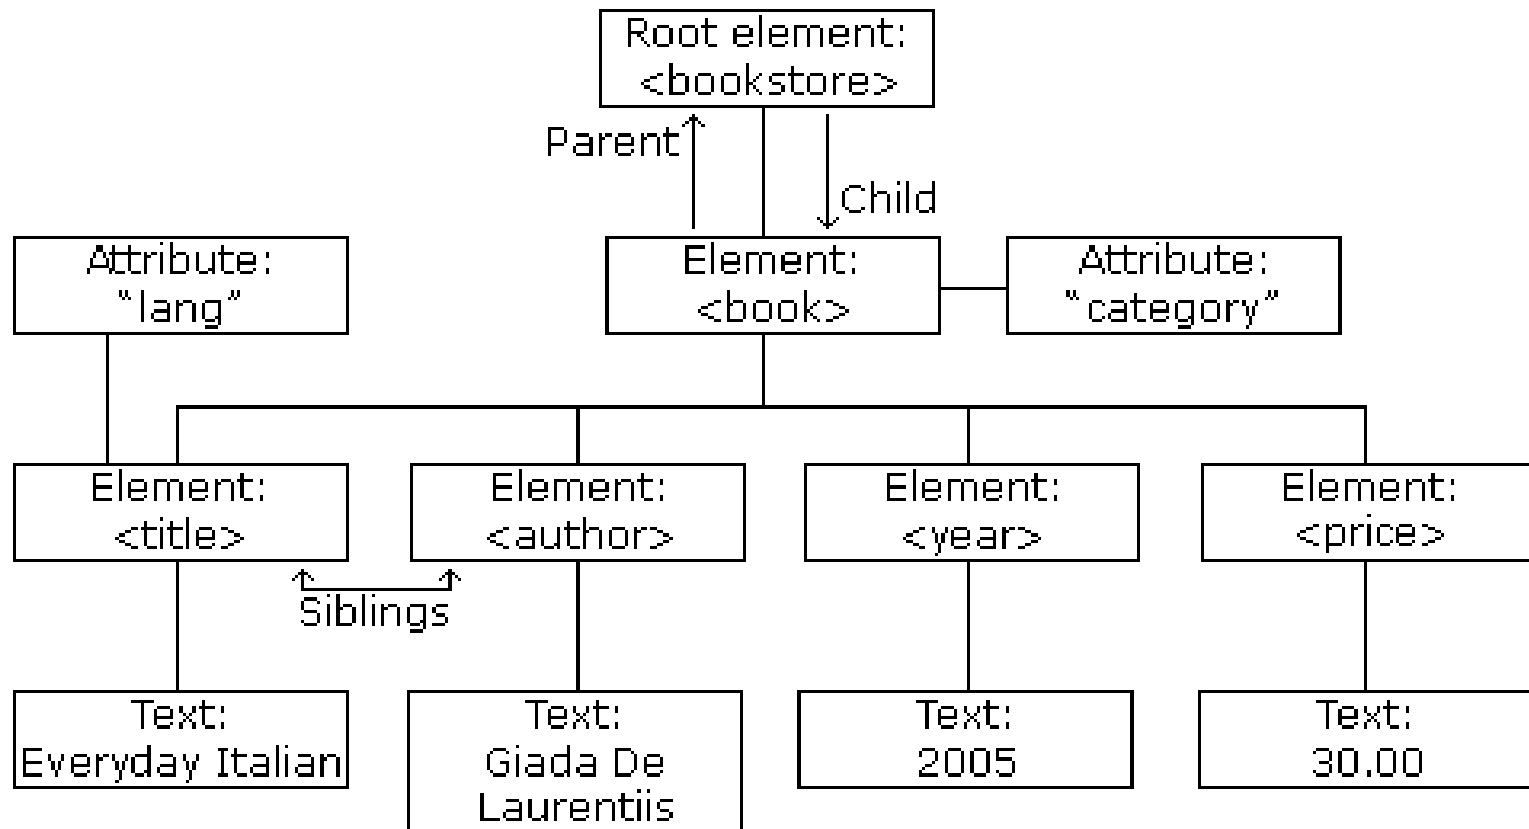 Root element:
<bookstore>
Parent
Child
Attribute:
“lang”
Element:
<book>
Attribute:
“category”
Element:
<title>
Element:
<author>
Element:
<year>
Element:
<price>
Siblings
Text:
Everyday Italian
Text:
Giada De
Laurentiis
Text:
2005
Text:
30.00